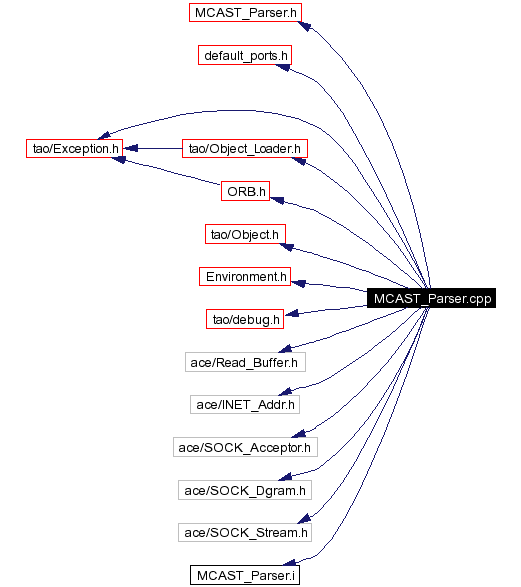 MCAST_Parser.h
default_ports.h
tao/Exception.h
tao/Object_Loader.h
ORB.h
tao/Object.h
Environment.h
MCAST_Parser.cpp
tao/debug.h
ace/Read_Buffer.h
ace/INET_Addr.h
ace/SOCK_Acceptor.h
ace/SOCK_Dgram.h
ace/SOCK_Stream.h
MCAST_Parser.i